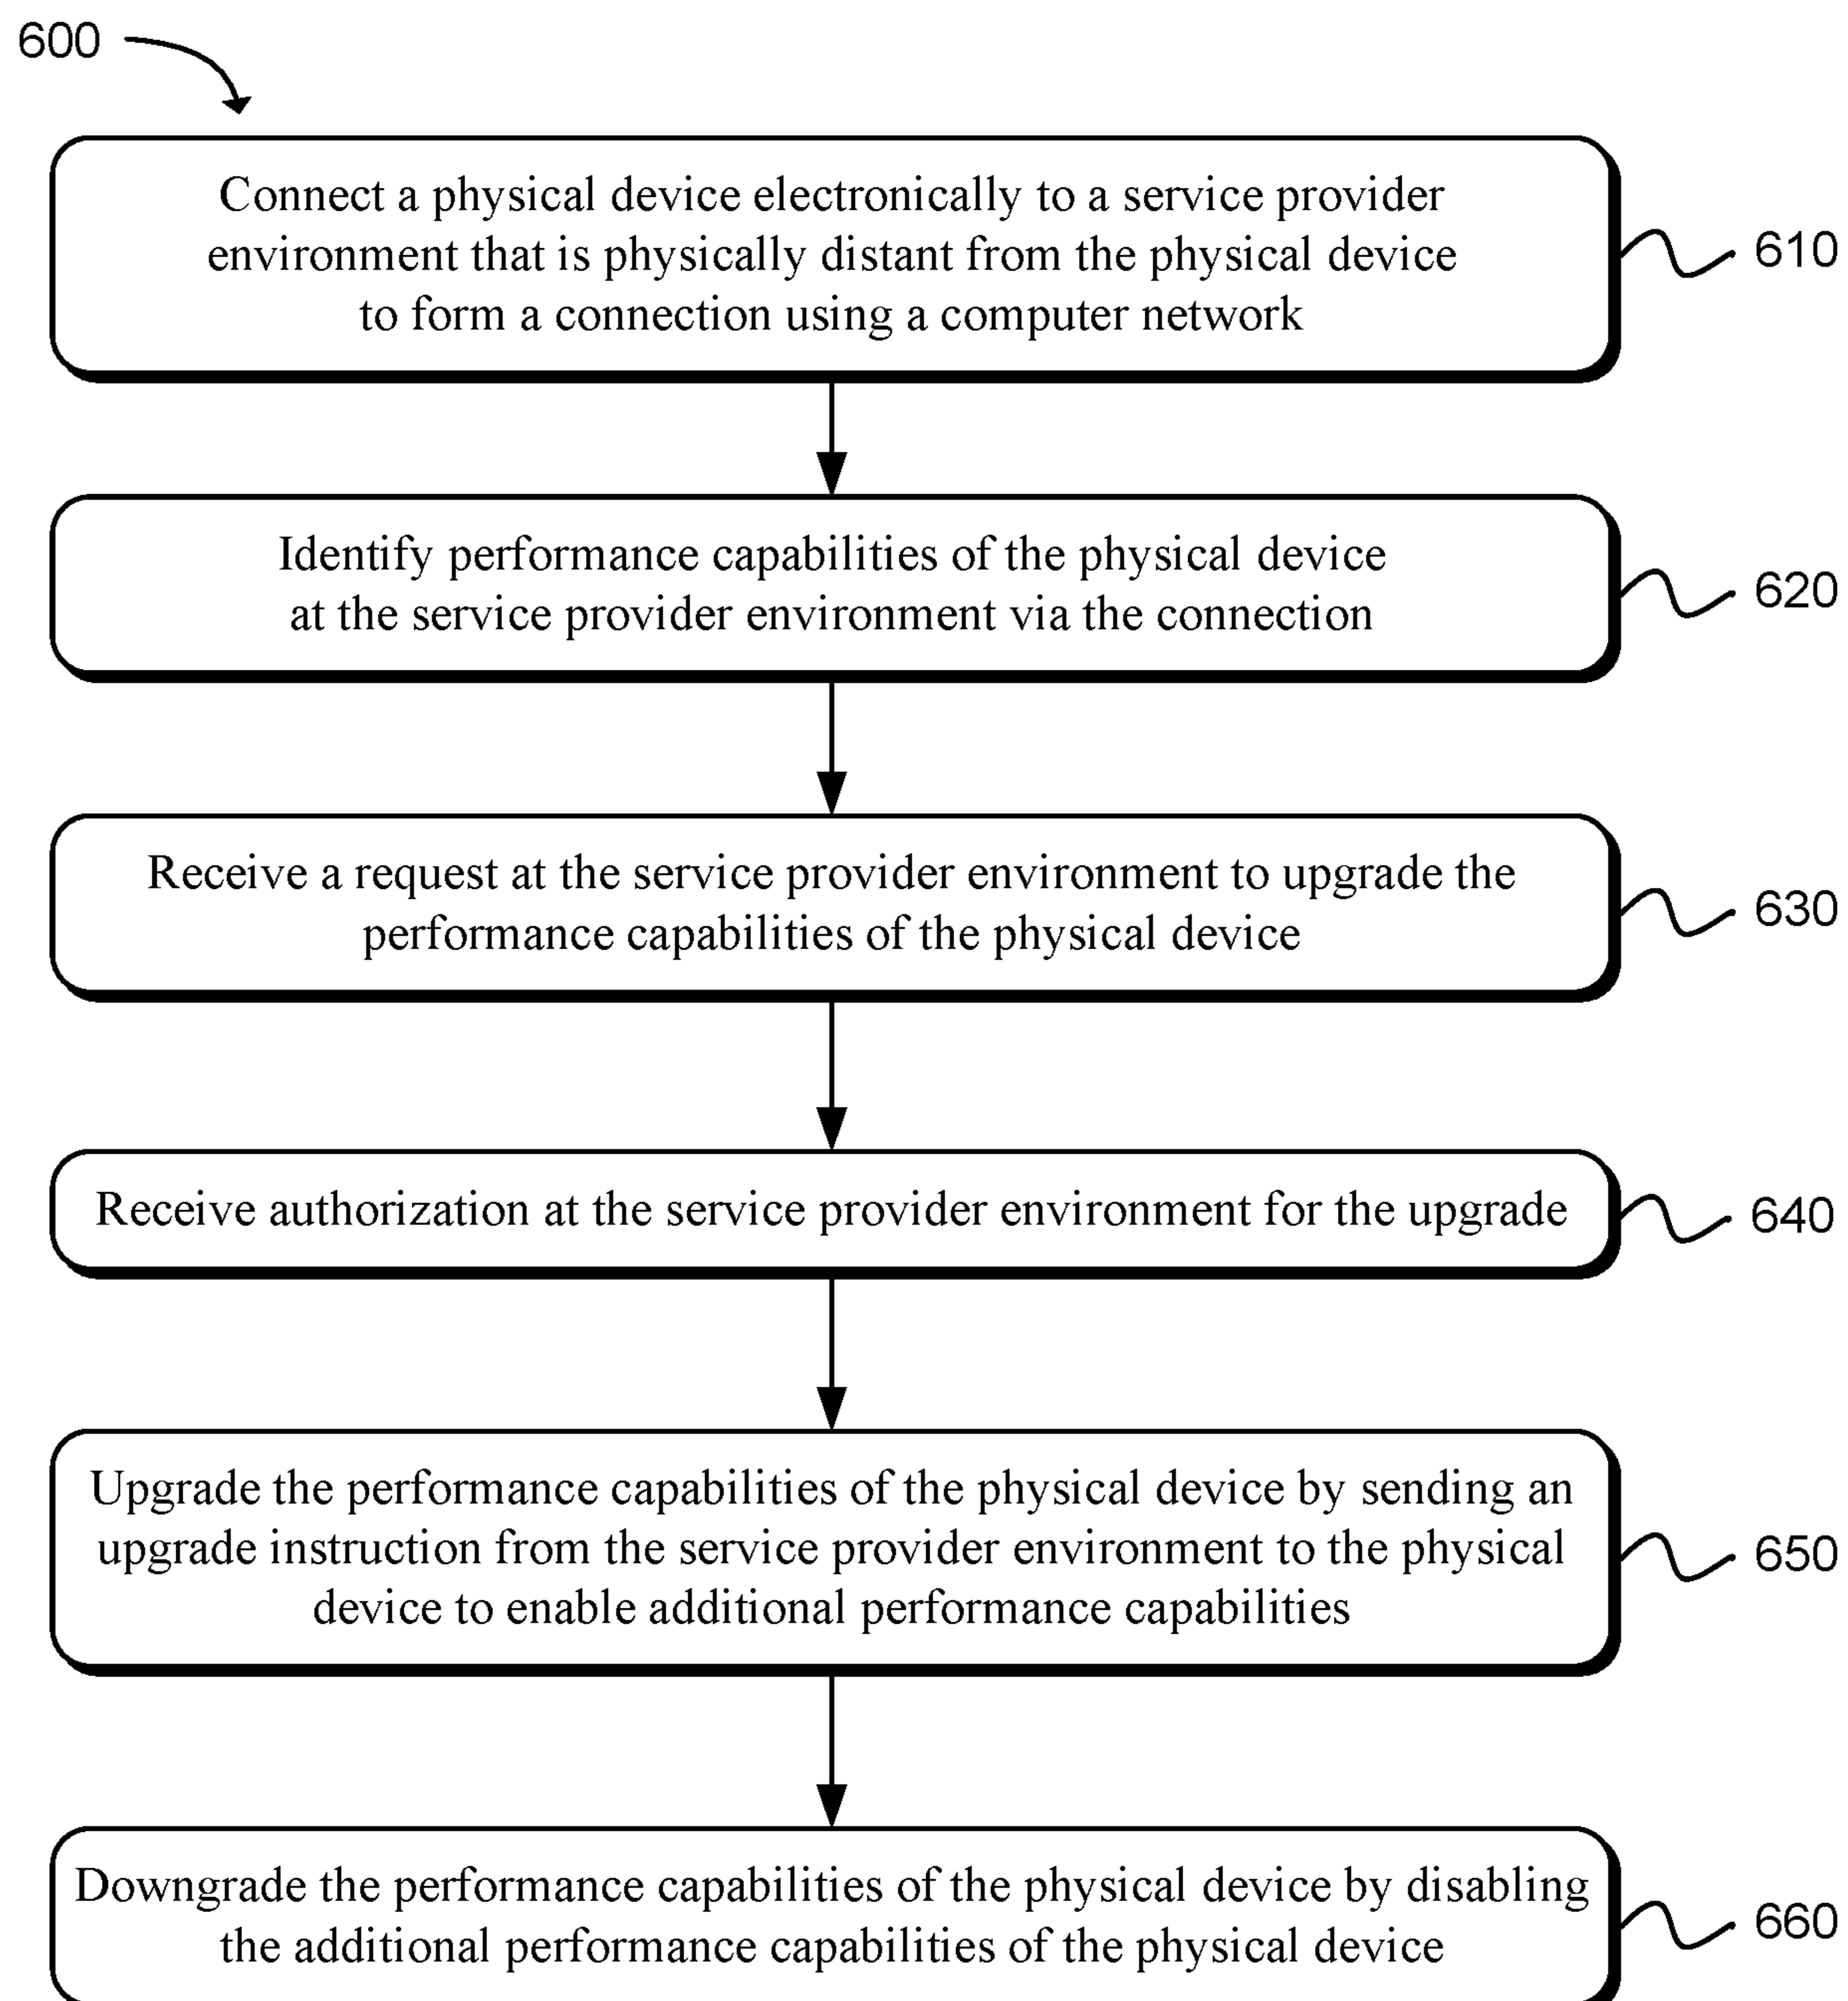 600
Connect a physical device electronically to a service provider
environment that is physically distant from the physical device
to form a connection using a computer network
610
Identify performance capabilities of the physical device
at the service provider environment via the connection
620
Receive a request at the service provider environment to upgrade the
performance capabilities of the physical device
630
Receive authorization at the service provider environment for the upgrade
640
Upgrade the performance capabilities of the physical device by sending an
upgrade instruction from the service provider environment to the physical
device to enable additional performance capabilities
650
Downgrade the performance capabilities of the physical device by disabling
the additional performance capabilities of the physical device
660